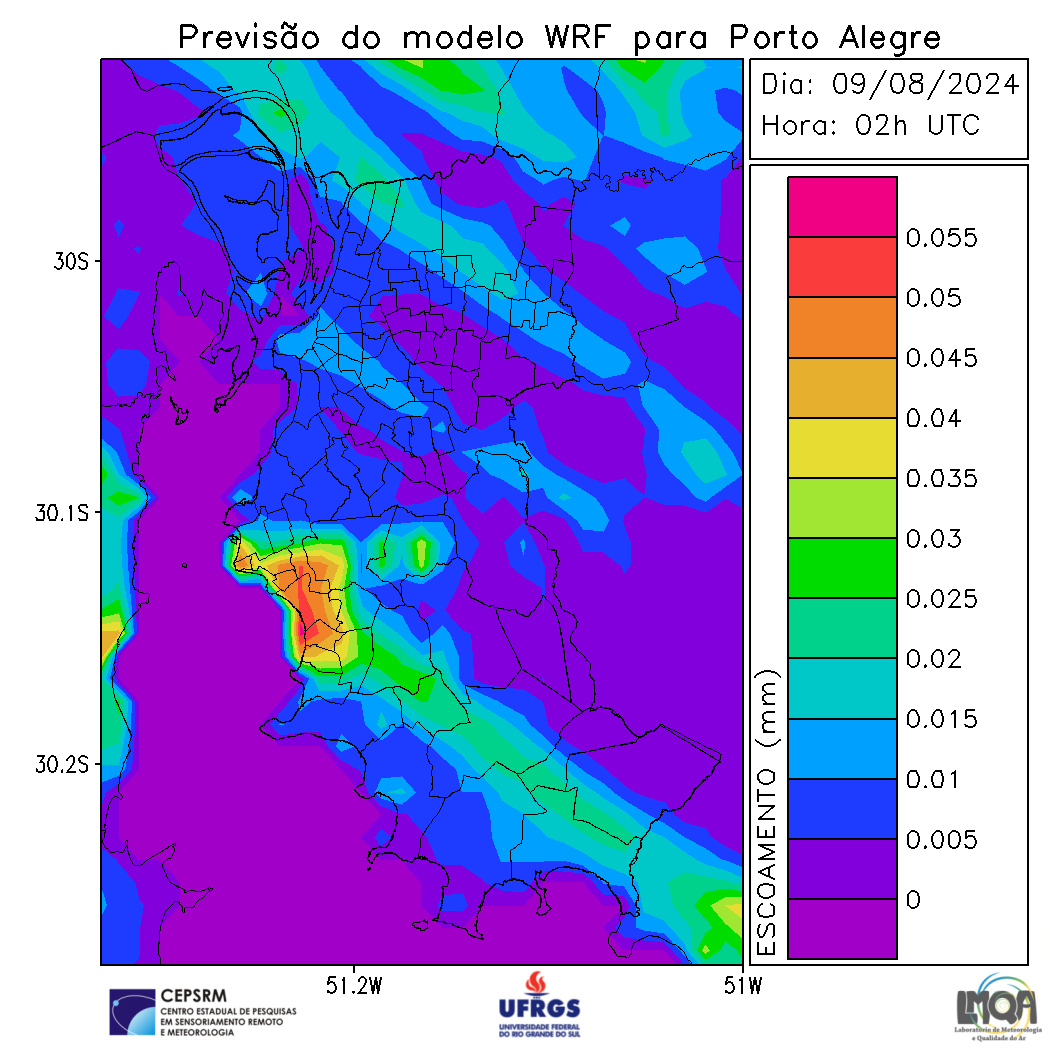 Previsão do modelo WRF para Porto Alegre
Dia: 09/08/2024
Hora: 02h UTC
30S
30.1S
30.2S
51.2W
51W
0.055
0.05
0.045
0.04
0.035
0.03
0.025
0.02
0.015
0.01
0.005
0
ESCOAMENTO (mm)
CEPSRM
CENTRO ESTADUAL DE PESQUISAS
EM SENSORIAMENTO REMOTO
E METEOROLOGIA
UFRGS
UNIVERSIDADE FEDERAL
DO RIO GRANDE DO SUL
LMQA
Laboratório de Meteorologia
e Qualidade do Ar